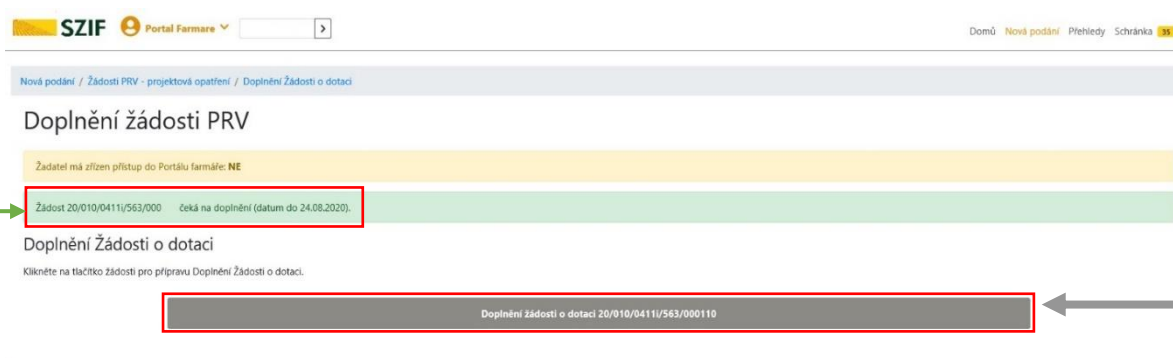 SZIF Portal Farmare >
Domů Nová podání Přehledy Schránka 35
Nová podání / Žádosti PRV - projektová opatření / Doplnění Žádosti o dotaci
Doplnění žádosti PRV
Žadatel má zřízen přístup do Portálu farmáře: NE
Žádost 20/010/0411i/563/000 čeká na doplnění (datum do 24.08.2020).
Doplnění Žádosti o dotaci
Klikněte na tlačítko žádosti pro přípravu Doplnění Žádosti o dotaci.
Doplnění žádosti o dotaci 20/010/0411i/563/000110